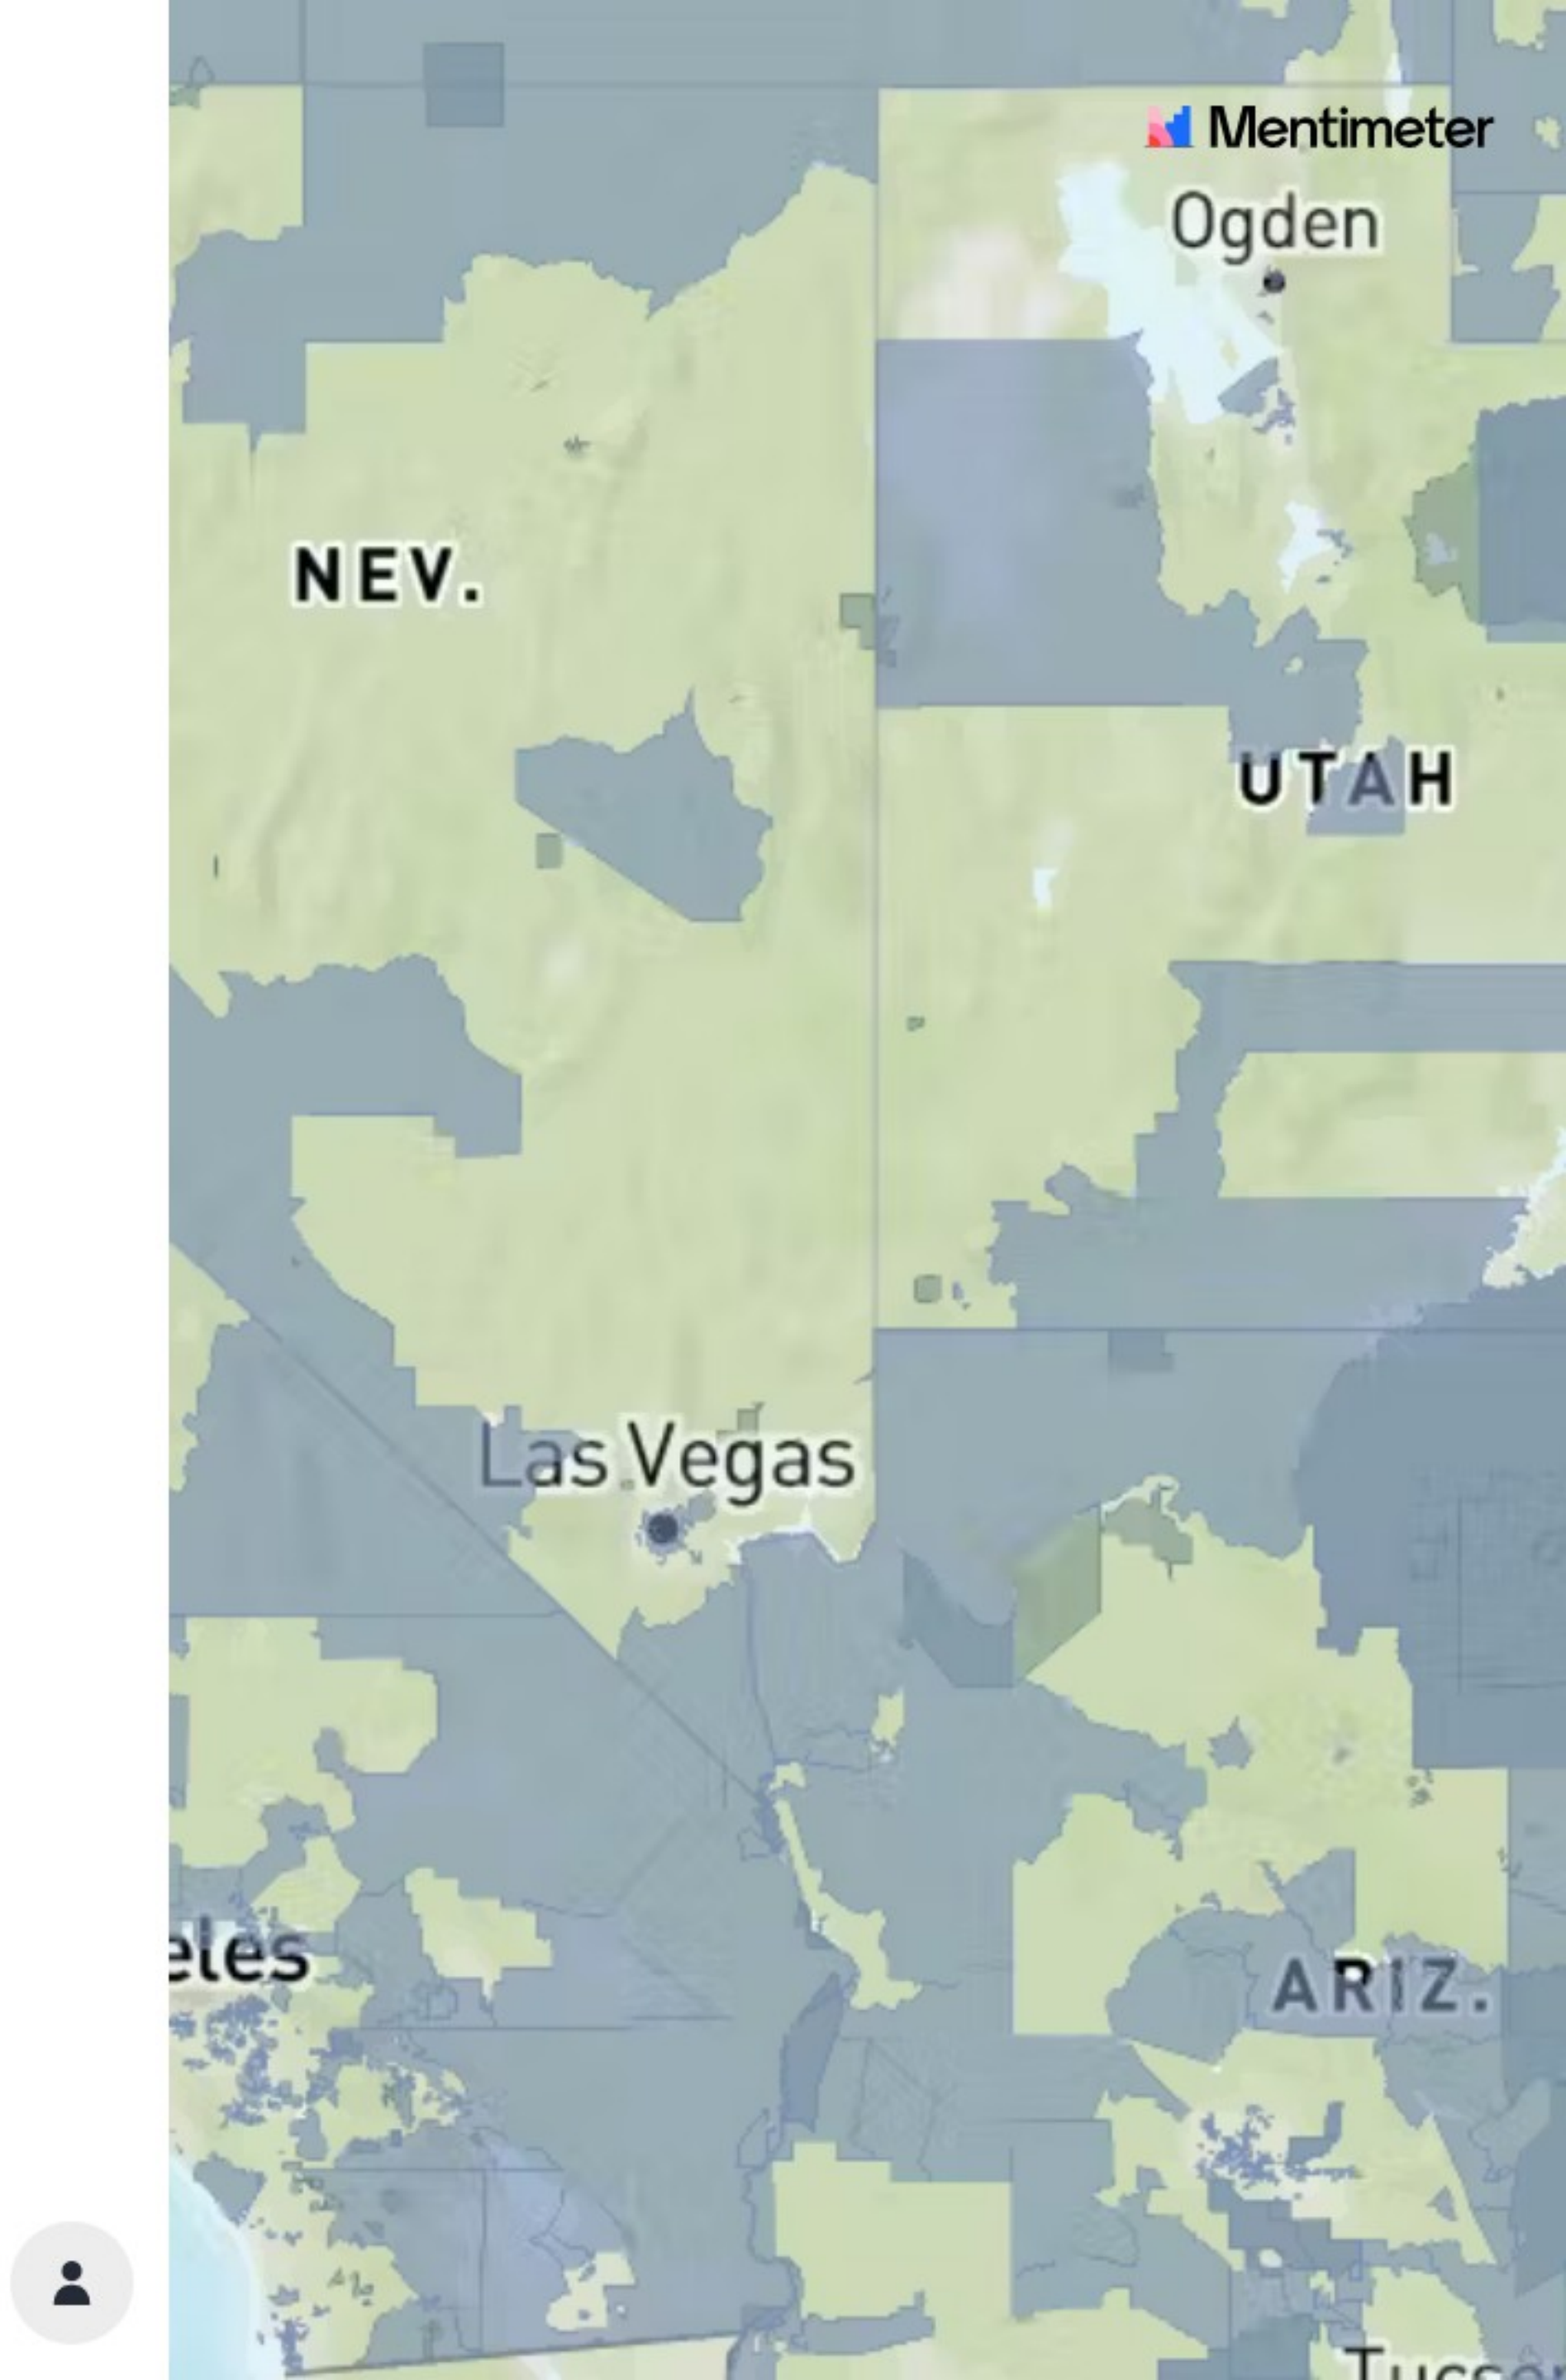 Mentimeter
Ogden
NEV.
UTAH
Las Vegas
eles
ARIZ.